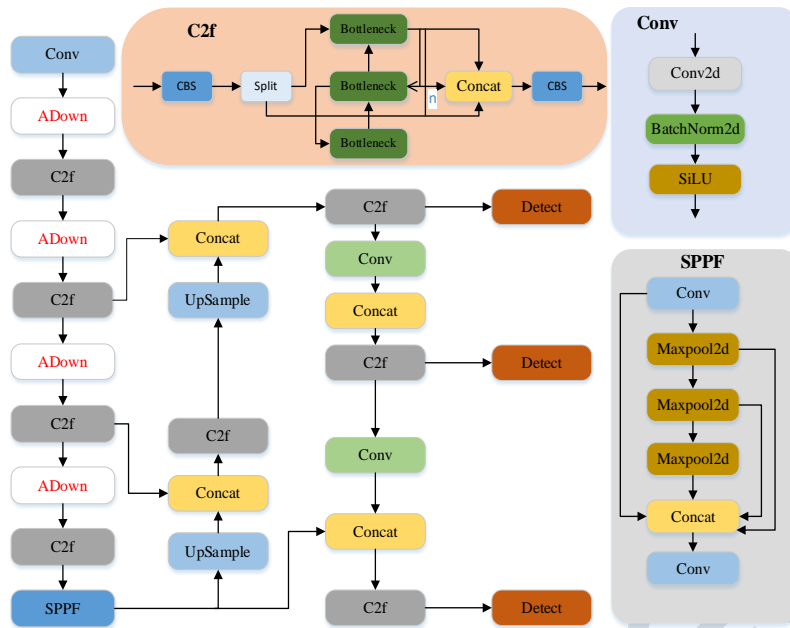 C2f
CBS
Split
Bottleneck
Bottleneck
Bottleneck
n
Concat
CBS
Conv
Conv2d
BatchNorm2d
SiLU
Conv
ADown
C2f
ADown
C2f
ADown
C2f
ADown
C2f
SPPF
Concat
UpSample
C2f
Concat
UpSample
C2f
Detect
Conv
Concat
C2f
Detect
Conv
Concat
C2f
Detect
SPPF
Conv
Maxpool2d
Maxpool2d
Maxpool2d
Concat
Conv